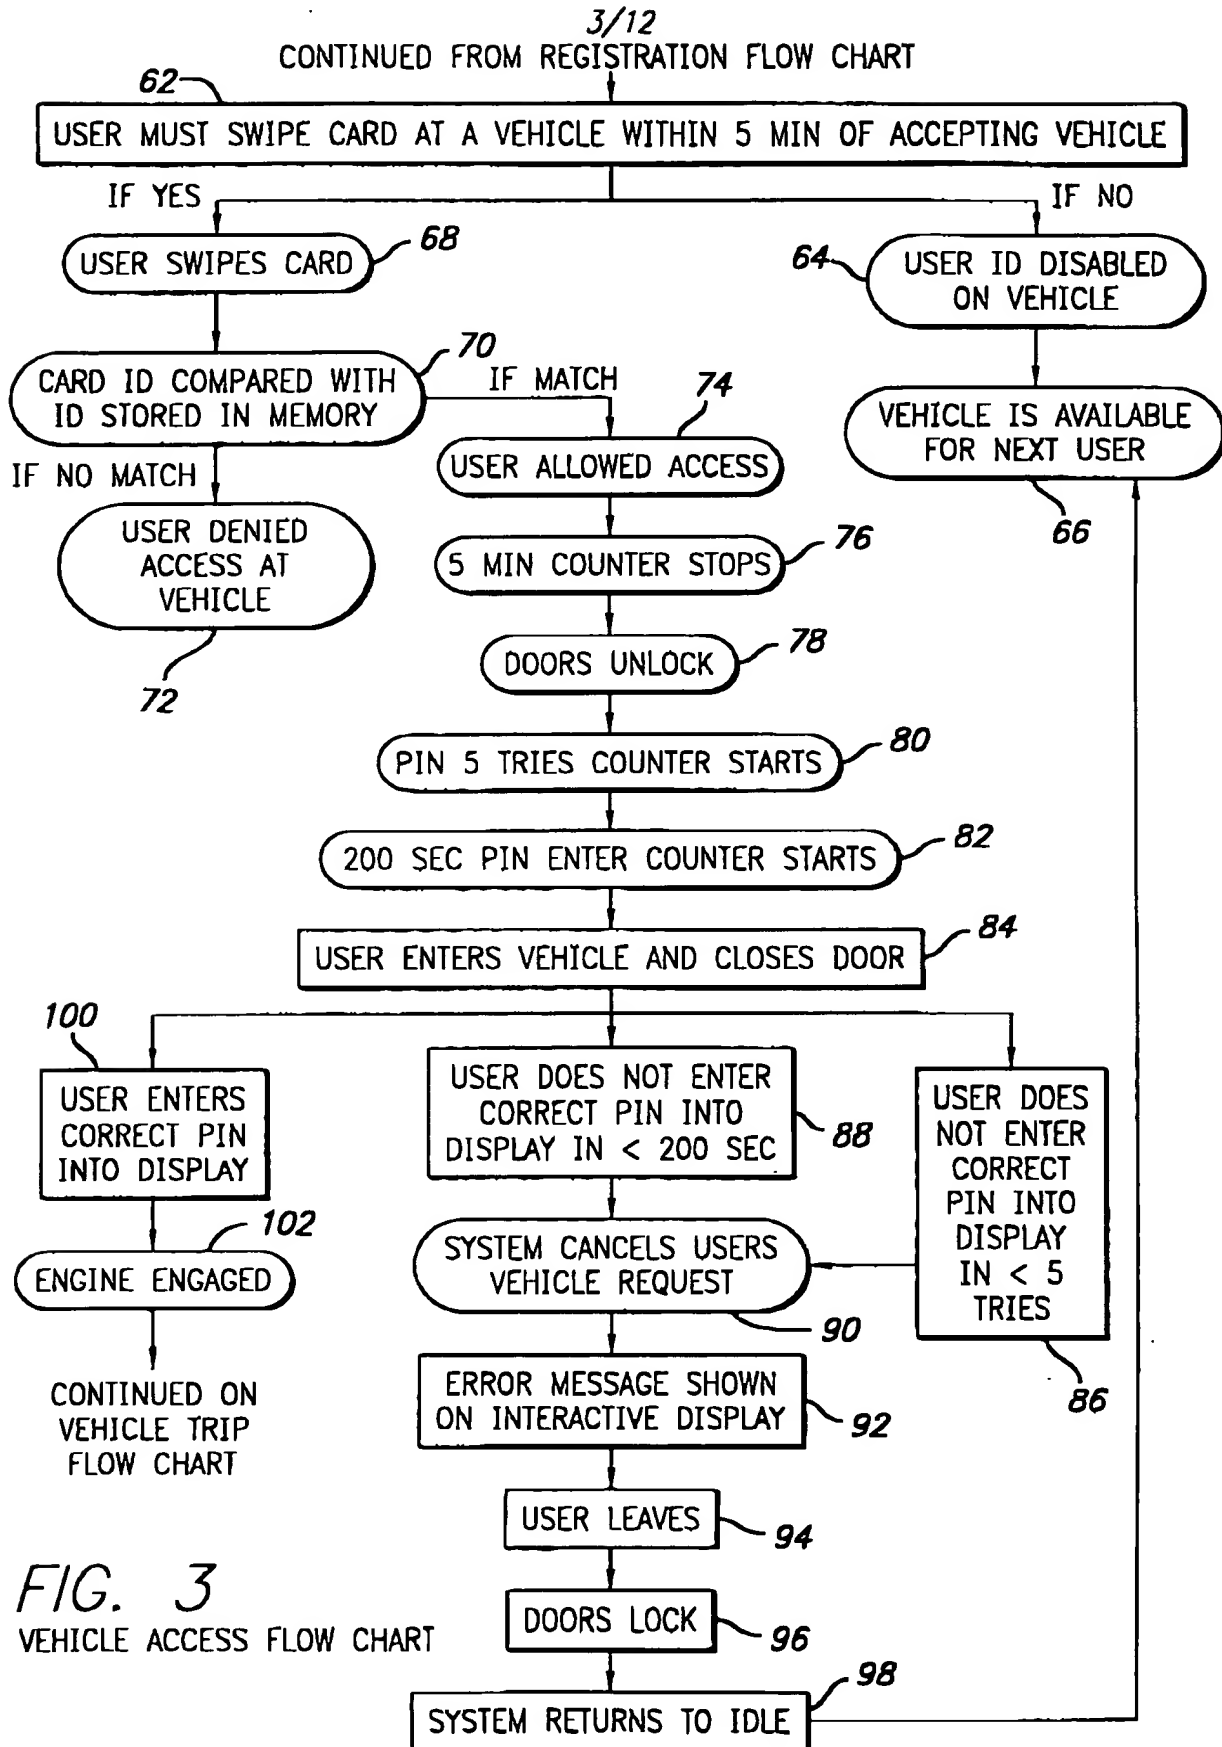 3/12
CONTINUED FROM REGISTRATION FLOW CHART
62
USER MUST SWIPE CARD AT A VEHICLE WITHIN 5 MIN OF ACCEPTING VEHICLE
IF YES
IF NO
68
USER SWIPES CARD
64
USER ID DISABLED
ON VEHICLE
70
CARD ID COMPARED WITH
ID STORED IN MEMORY
IF MATCH
74
VEHICLE IS AVAILABLE
FOR NEXT USER
66
USER ALLOWED ACCESS
IF NO MATCH
USER DENIED
ACCESS AT
VEHICLE
72
76
5 MIN COUNTER STOPS
78
DOORS UNLOCK
80
PIN 5 TRIES COUNTER STARTS
82
200 SEC PIN ENTER COUNTER STARTS
84
USER ENTERS VEHICLE AND CLOSES DOOR
100
USER ENTERS
CORRECT PIN
INTO DISPLAY
USER DOES NOT ENTER
CORRECT PIN INTO
DISPLAY IN < 200 SEC
88
USER DOES
NOT ENTER
CORRECT
PIN INTO
DISPLAY
IN < 5
TRIES
86
102
ENGINE ENGAGED
SYSTEM CANCELS USERS
VEHICLE REQUEST
90
CONTINUED ON
VEHICLE TRIP
FLOW CHART
ERROR MESSAGE SHOWN
ON INTERACTIVE DISPLAY
92
USER LEAVES
94
DOORS LOCK
96
98
SYSTEM RETURNS TO IDLE
FIG. 3
VEHICLE ACCESS FLOW CHART